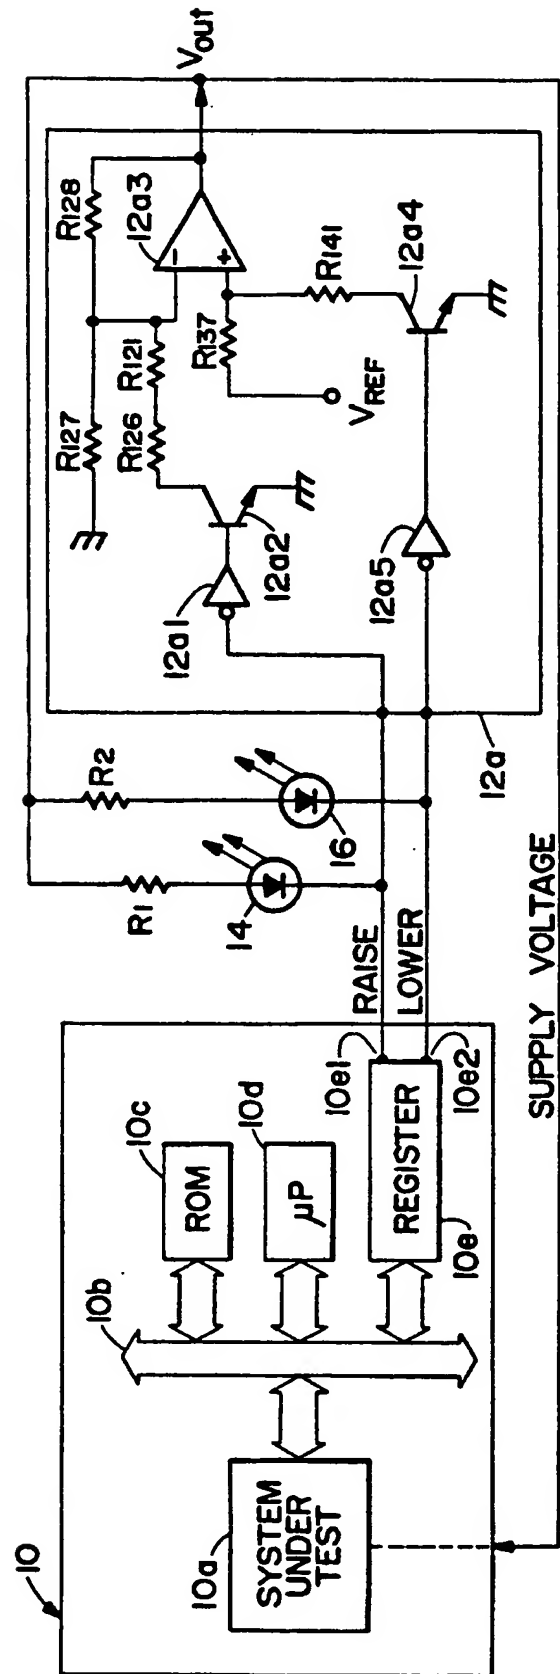 10
10a
SYSTEM
UNDER
TEST
10b
10c
ROM
10d
μP
REGISTER
10e
10e1
10e2
RAISE
LOWER
R1
14
R2
16
12a
12a1
12a2
12a5
R127
R126
R121
R128
12a3
-
+
R137
VREF
R141
12a4
Vout
SUPPLY VOLTAGE